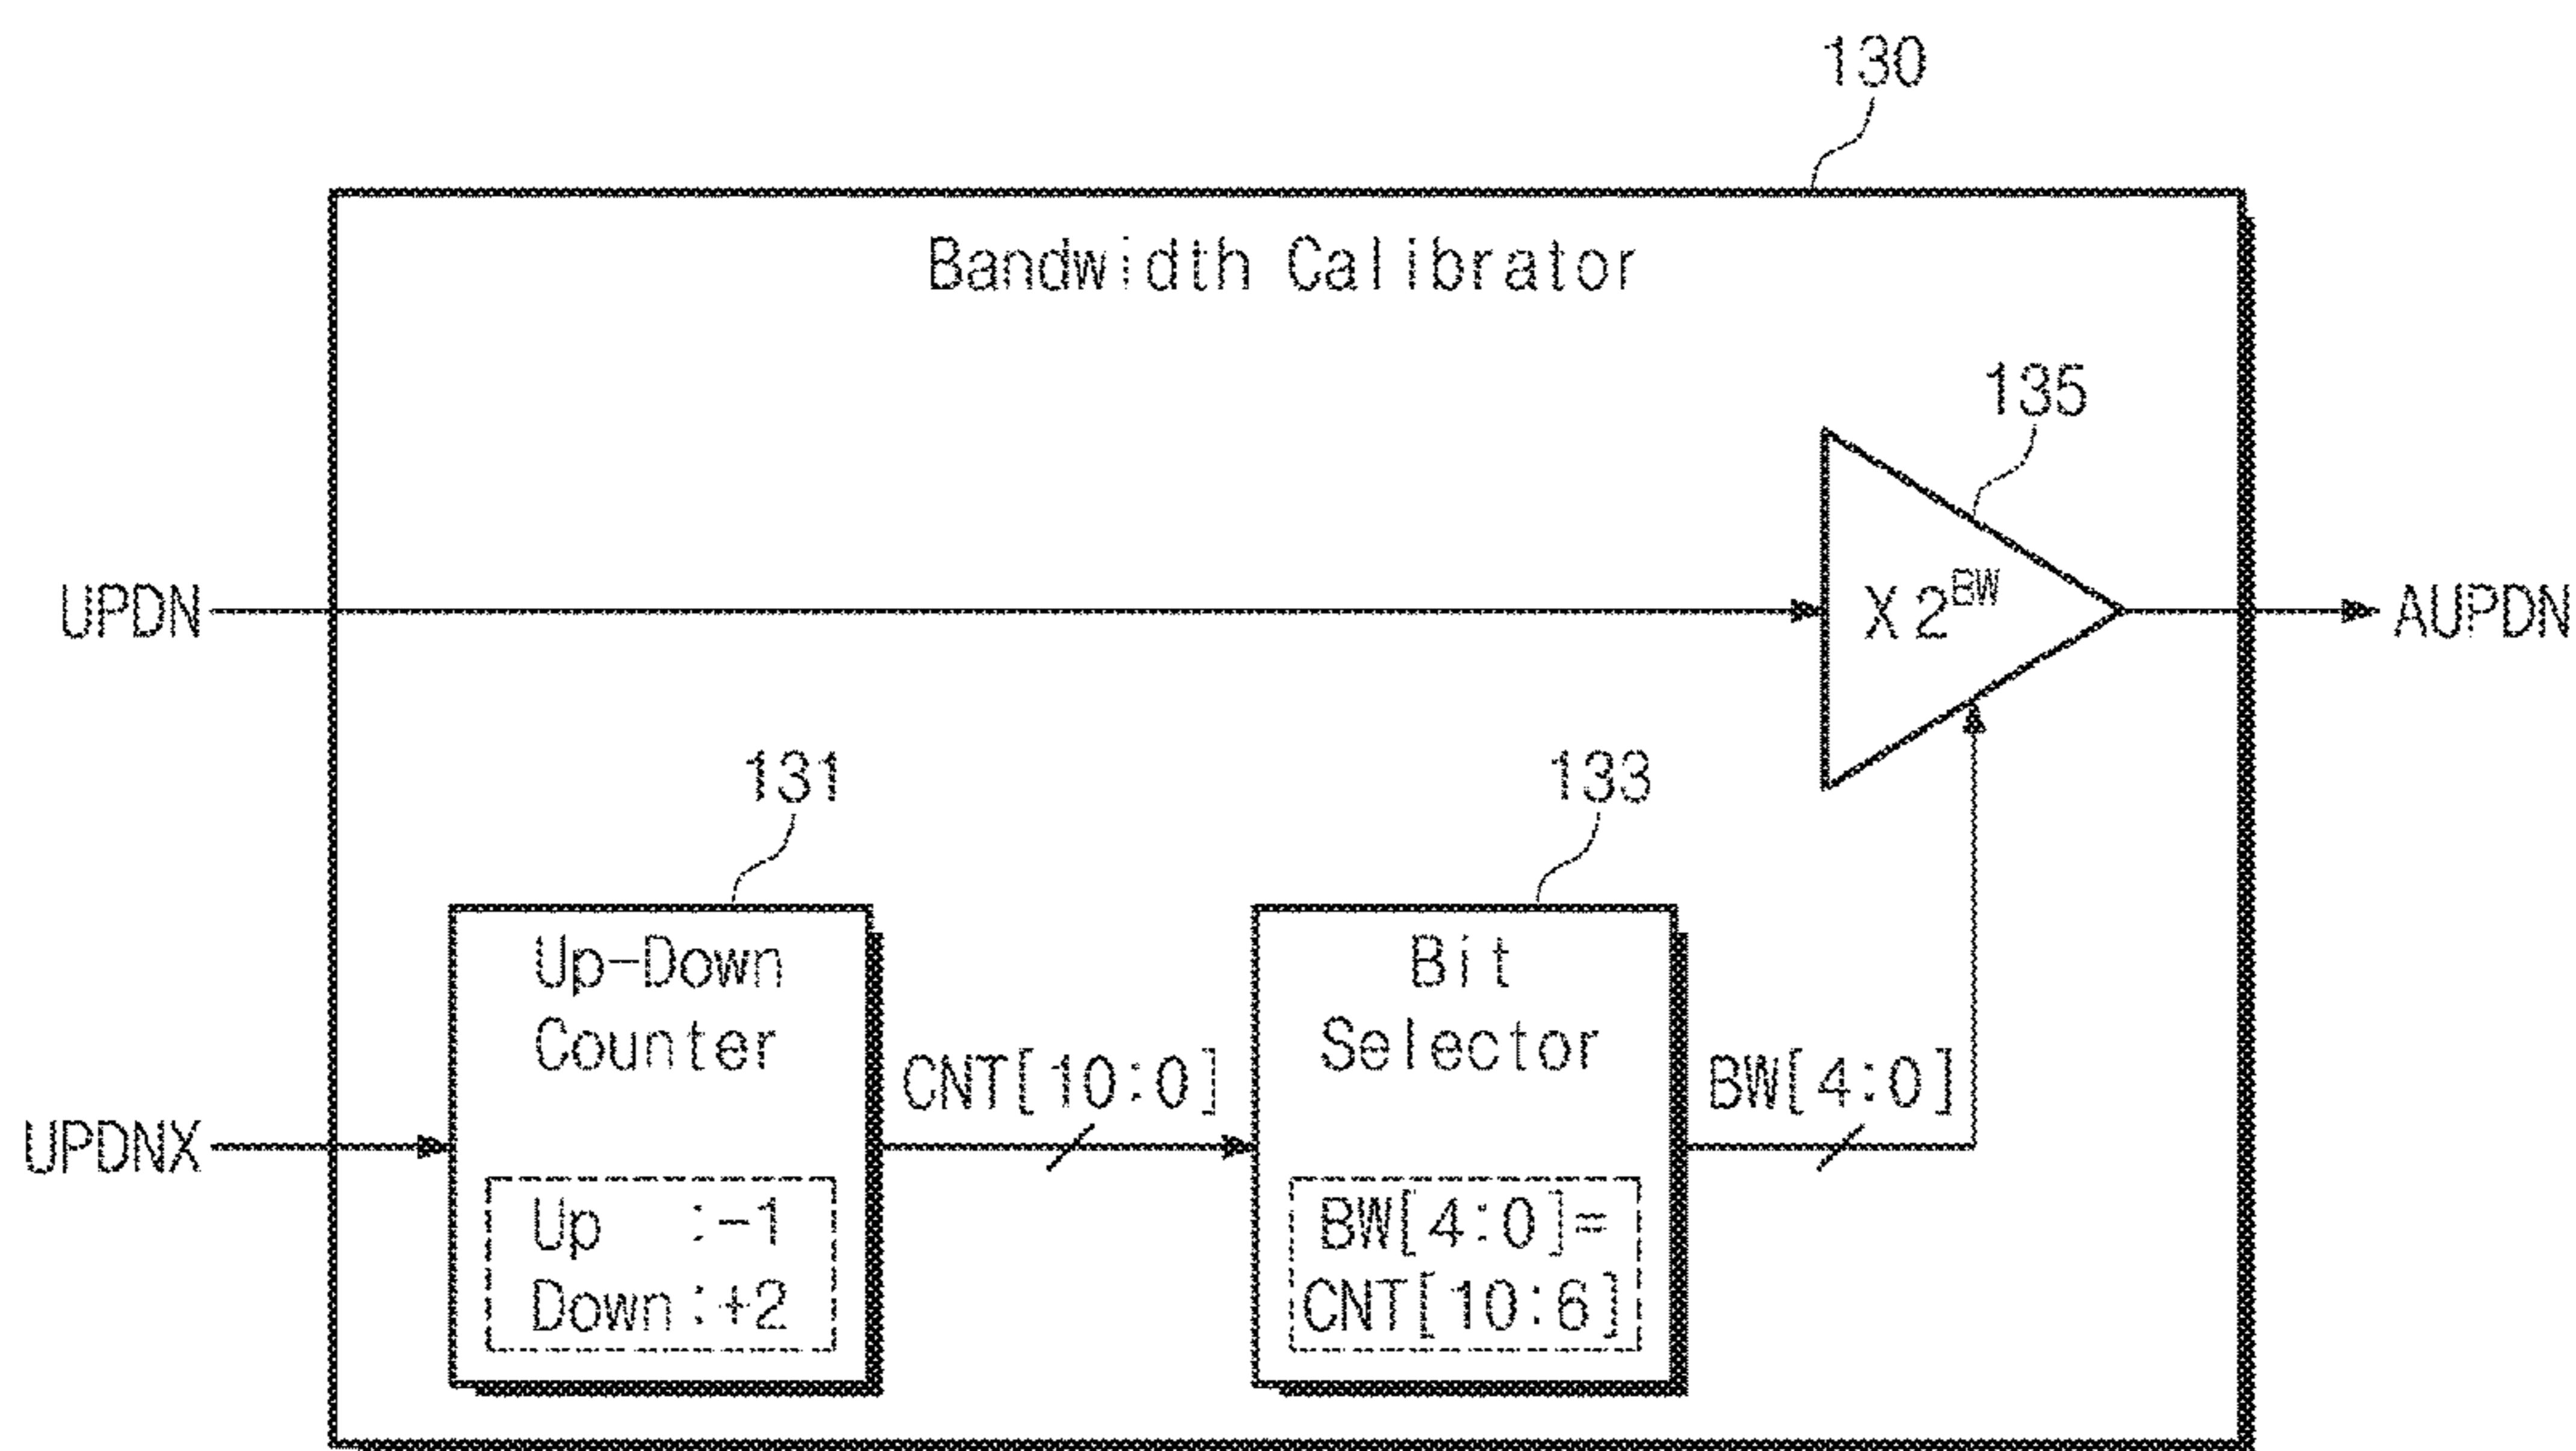 130
Bandwidth Calibrator
135
UPDN
X 2^BW
AUPDN
131
133
Up-Down
Counter
Bit
Selector
CNT[10:0]
BW[4:0]
UPDNX
Up :-1
Down:+2
BW[4:0]=
CNT[10:6]